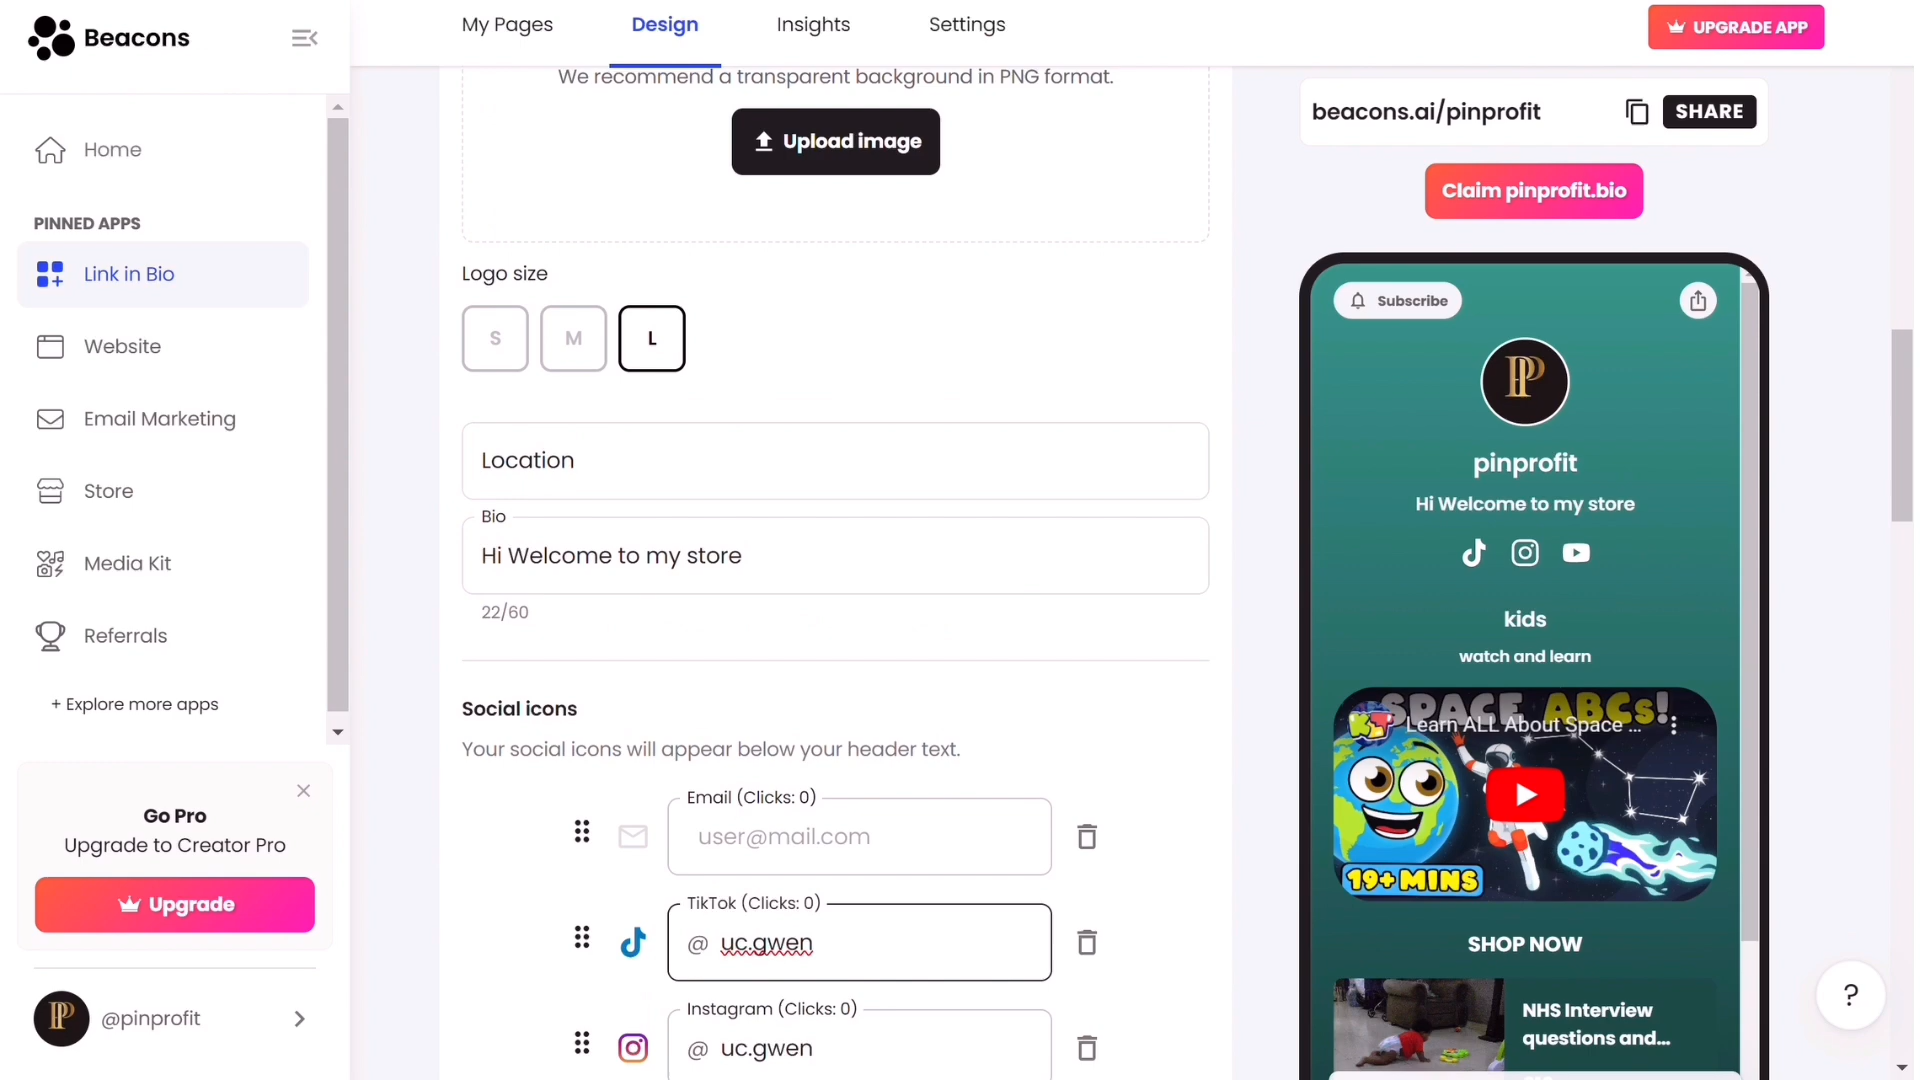 Beacons
My Pages
Design
Insights
Settings
UPGRADE APP
Home
PINNED APPS
Link in Bio
Website
Email Marketing
Store
Media Kit
Referrals
+ Explore more apps
Go Pro
Upgrade to Creator Pro
Upgrade
@pinprofit
We recommend a transparent background in PNG format.
Upload image
Logo size
S
M
L
Location
Bio
Hi Welcome to my store
22/60
Social icons
Your social icons will appear below your header text.
Email (Clicks: 0)
user@mail.com
TikTok (Clicks: 0)
@ uc.gwen
Instagram (Clicks: 0)
@ uc.gwen
beacons.ai/pinprofit
SHARE
Claim pinprofit.bio
Subscribe
PP
pinprofit
Hi Welcome to my store
kids
watch and learn
SPACE ABCs!
Learn ALL About Space ...
19+ MINS
SHOP NOW
NHS Interview
questions and...
?